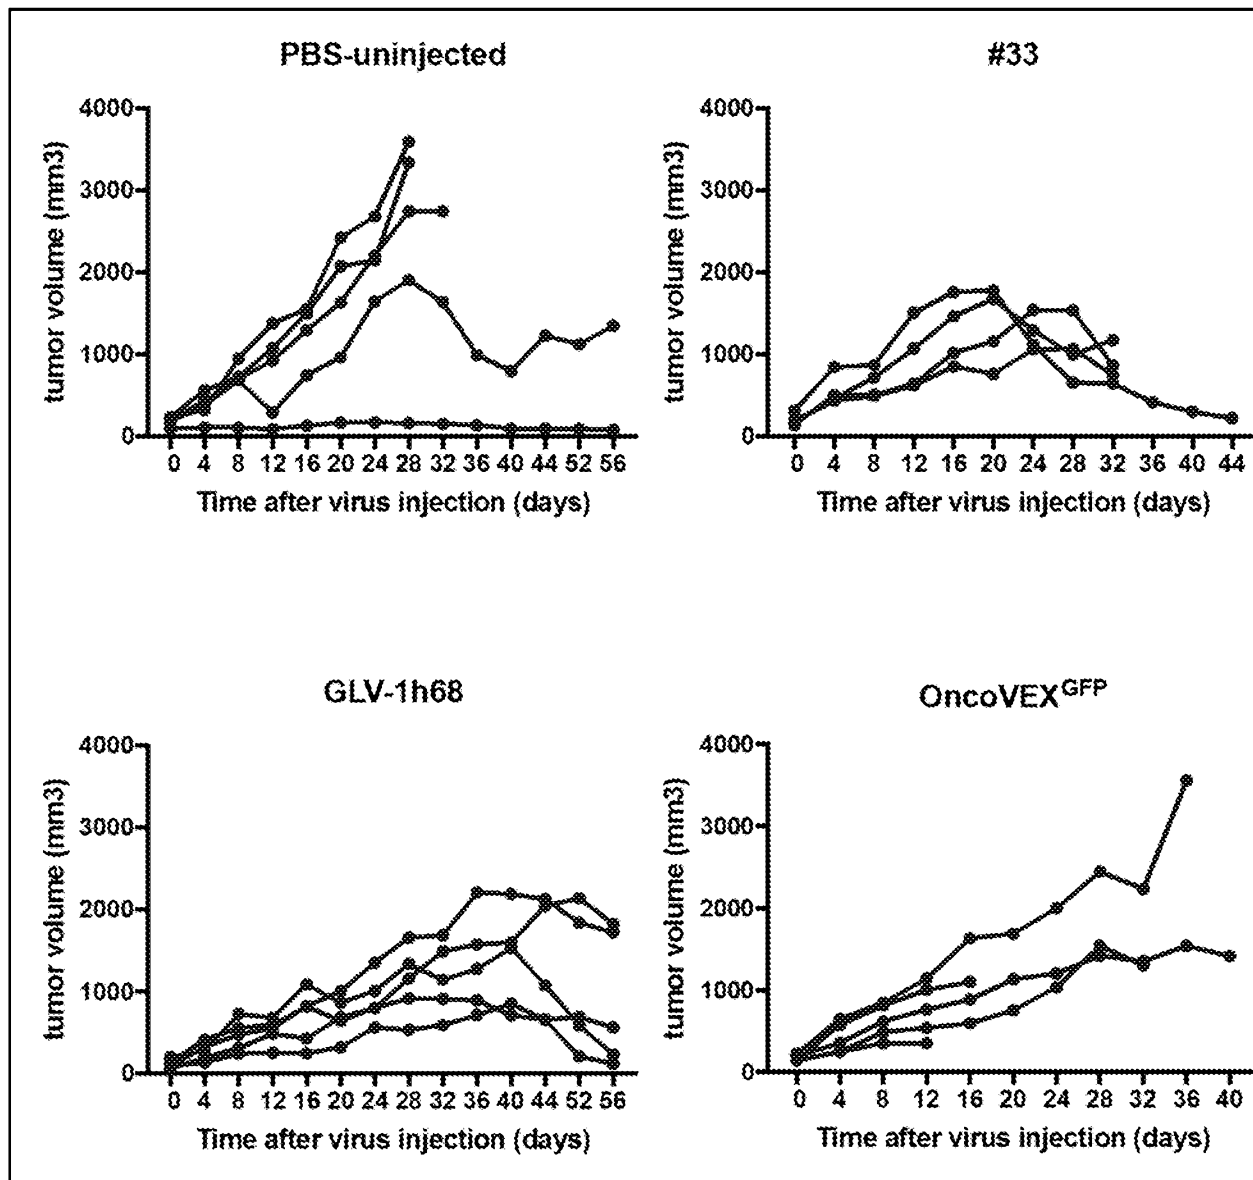 PBS-uninjected
4000
3000
2000
1000
0
tumor volume (mm3)
0 4 8 12 16 20 24 28 32 36 40 44 52 56
Time after virus injection (days)
#33
4000
3000
2000
1000
0
tumor volume (mm3)
0 4 8 12 16 20 24 28 32 36 40 44
Time after virus injection (days)
GLV-1h68
4000
3000
2000
1000
0
tumor volume (mm3)
0 4 8 12 16 20 24 28 32 36 40 44 52 56
Time after virus injection (days)
OncoVEXGFP
4000
3000
2000
1000
0
tumor volume (mm3)
0 4 8 12 16 20 24 28 32 36 40
Time after virus injection (days)